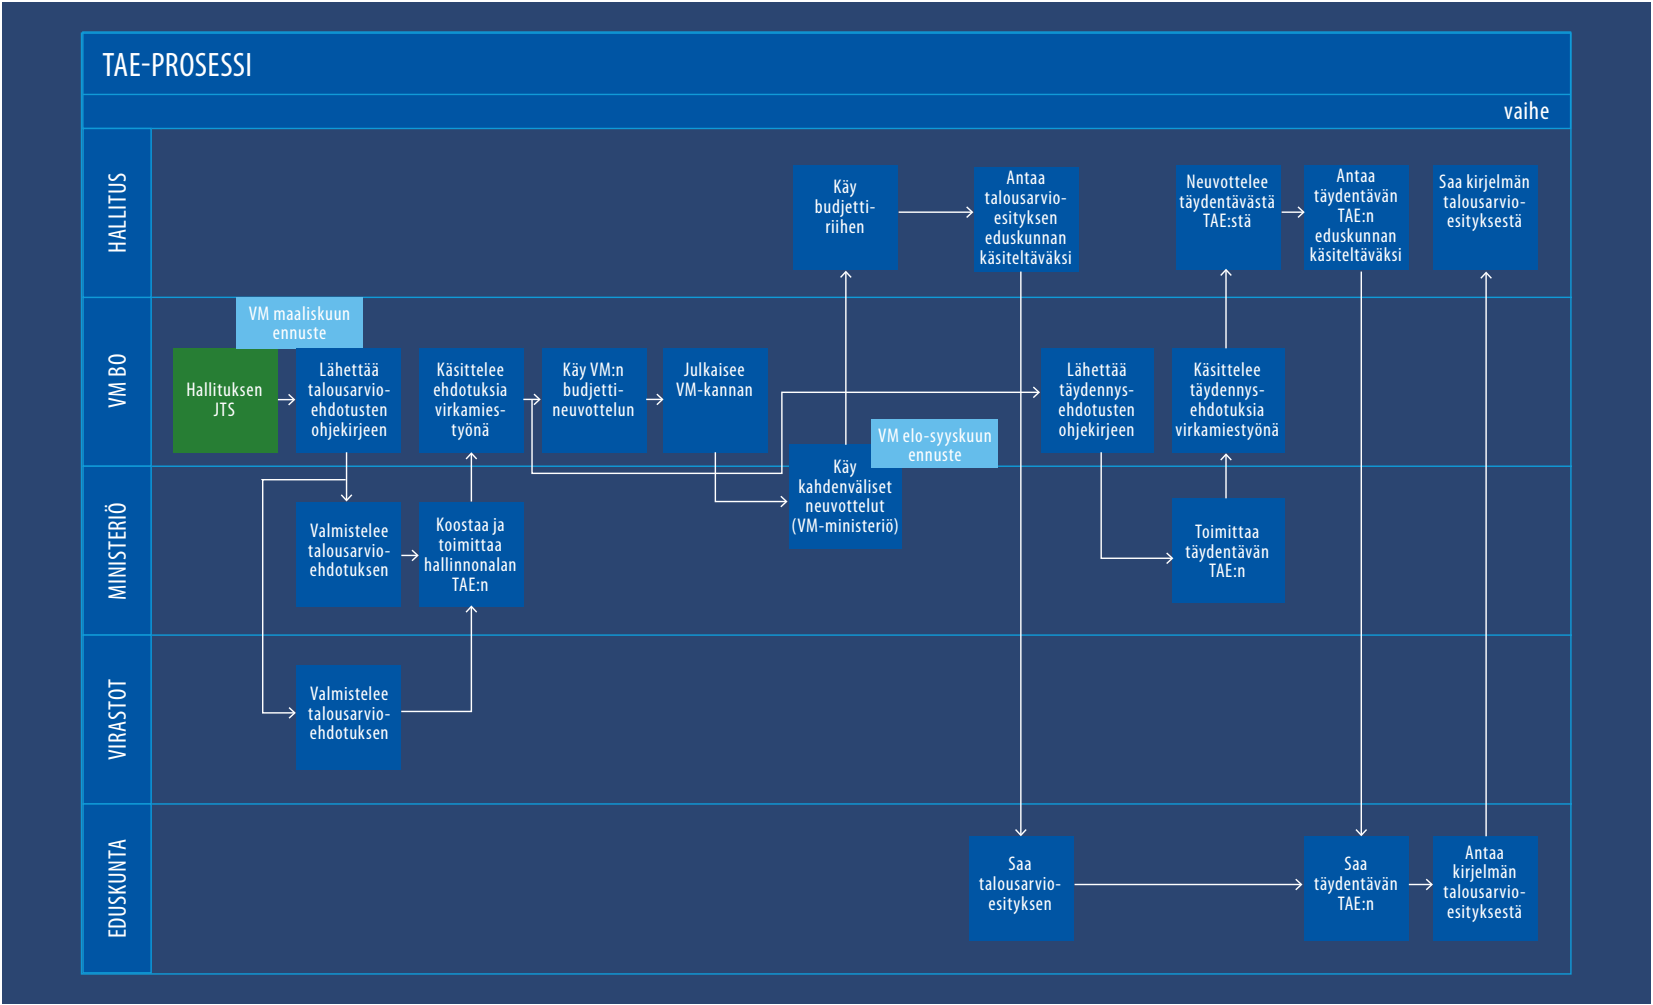 TAE-PROSESSI
vaihe
HALLITUS
Käy
budjetti-
riihen
Antaa
talousarvio-
esityksen
eduskunnan
käsiteltäväksi
Neuvottelee
täydentävästä
TAE:stä
Antaa
täydentävän
TAE:n
eduskunnan
käsiteltäväksi
Saa kirjelmän
talousarvio-
esityksestä
VM BO
VM maaliskuun
ennuste
Hallituksen
JTS
Lähettää
talousarvio-
ehdotusten
ohjekirjeen
Käsittelee
ehdotuksia
virkamies-
työnä
Käy VM:n
budjetti-
neuvottelun
Julkaisee
VM-kannan
VM elo-syyskuun
ennuste
Lähettää
täydennys-
ehdotusten
ohjekirjeen
Käsittelee
täydennys-
ehdotuksia
virkamiestyönä
MINISTERIÖ
Valmistelee
talousarvio-
ehdotuksen
Koostaa ja
toimittaa
hallinnonalan
TAE:n
Käy
kahdenväliset
neuvottelut
(VM-ministeriö)
Toimittaa
täydentävän
TAE:n
VIRASTOT
Valmistelee
talousarvio-
ehdotuksen
EDUSKUNTA
Saa
talousarvio-
esityksen
Saa
täydentävän
TAE:n
Antaa
kirjelmän
talousarvio-
esityksestä